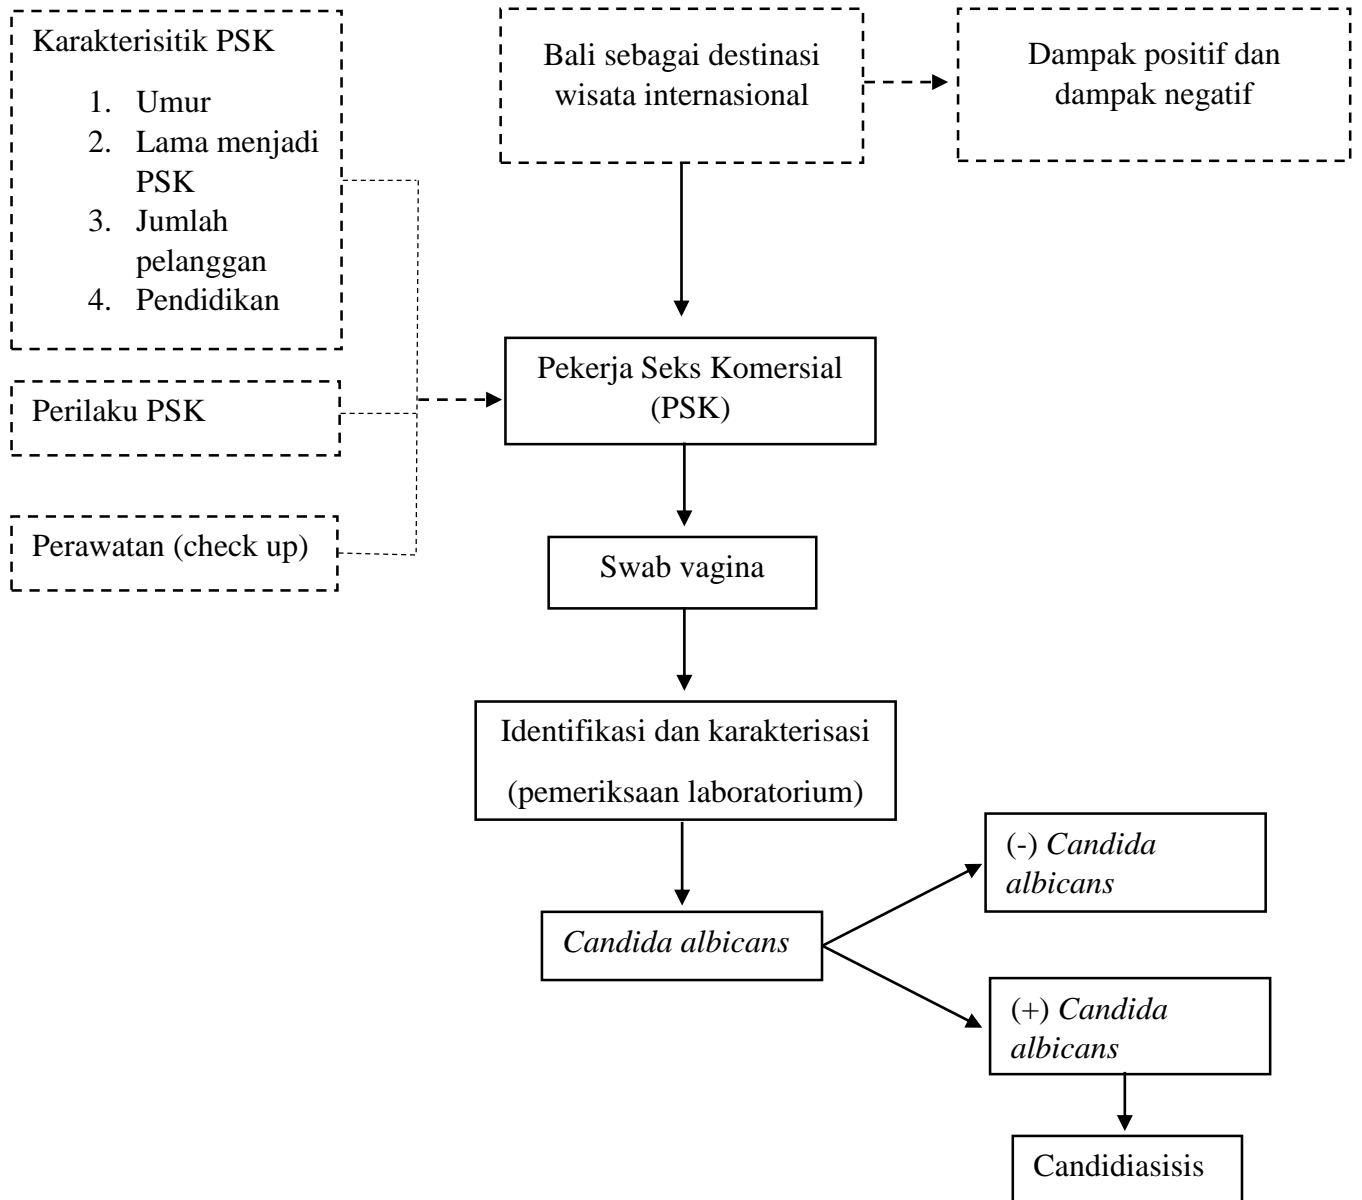 Karakterisitik PSK
1. Umur
2. Lama menjadi
PSK
3. Jumlah
pelanggan
4. Pendidikan
Bali sebagai destinasi
wisata internasional
Dampak positif dan
dampak negatif
Perilaku PSK
Pekerja Seks Komersial
(PSK)
Perawatan (check up)
Swab vagina
Identifikasi dan karakterisasi
(pemeriksaan laboratorium)
Candida albicans
(-) Candida
albicans
(+) Candida
albicans
Candidiasisis